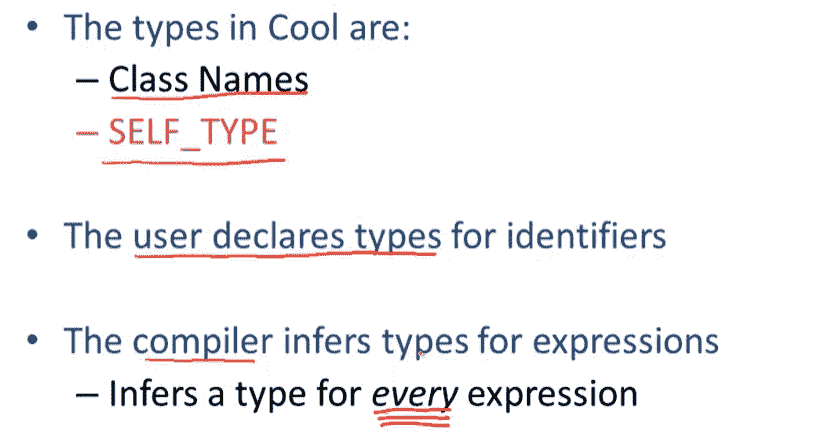 • The types in Cool are:
– Class Names
– SELF_TYPE
• The user declares types for identifiers
• The compiler infers types for expressions
– Infers a type for every expression